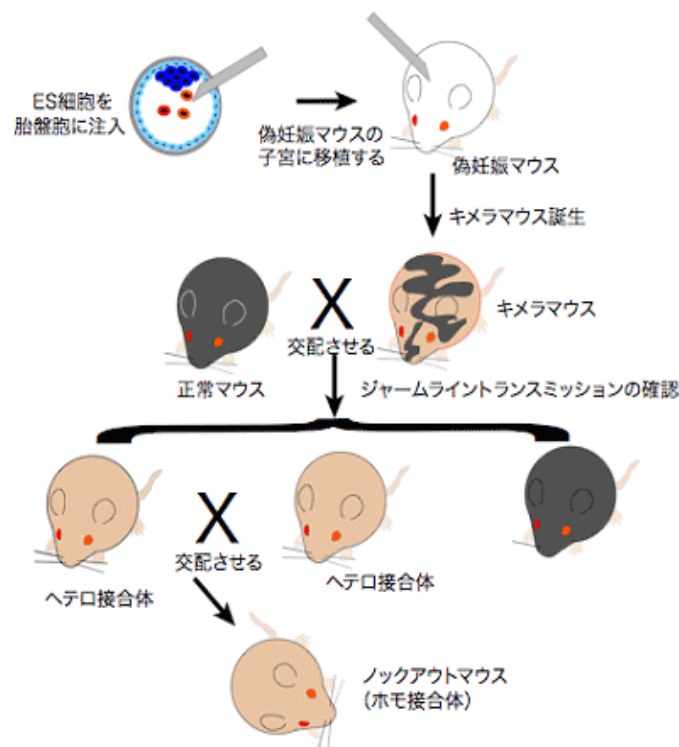 ES細胞を
胎盤胞に注入
偽妊娠マウスの
子宮に移植する
偽妊娠マウス
キメラマウス誕生
X
交配させる
キメラマウス
正常マウス
ジャームライントランスミッションの確認
X
交配させる
ヘテロ接合体
ヘテロ接合体
ノックアウトマウス
(ホモ接合体)